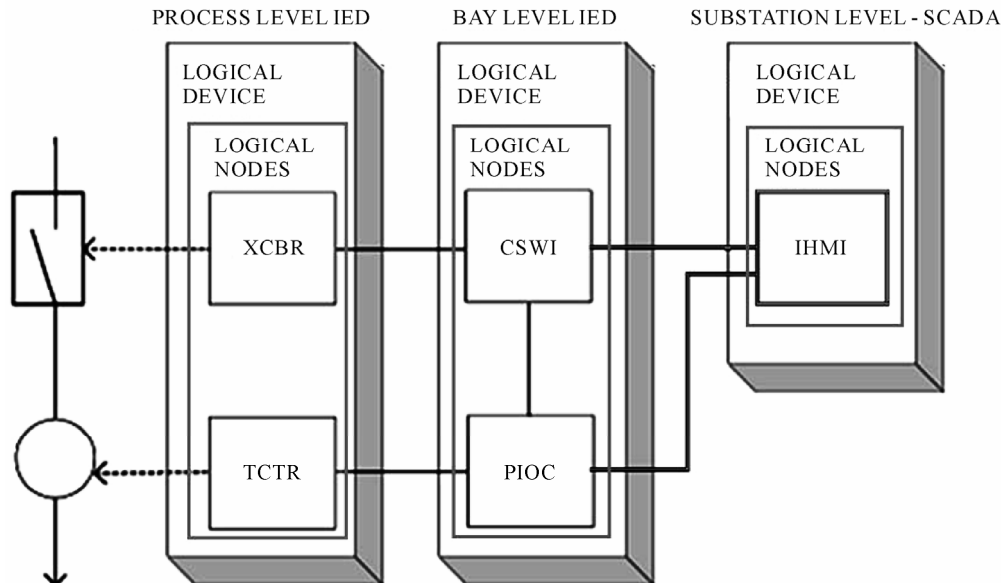 PROCESS LEVEL IED
BAY LEVEL IED
SUBSTATION LEVEL - SCADA
LOGICAL
DEVICE
LOGICAL
NODES
XCBR
TCTR
LOGICAL
DEVICE
LOGICAL
NODES
CSWI
PIOC
LOGICAL
DEVICE
LOGICAL
NODES
IHMI